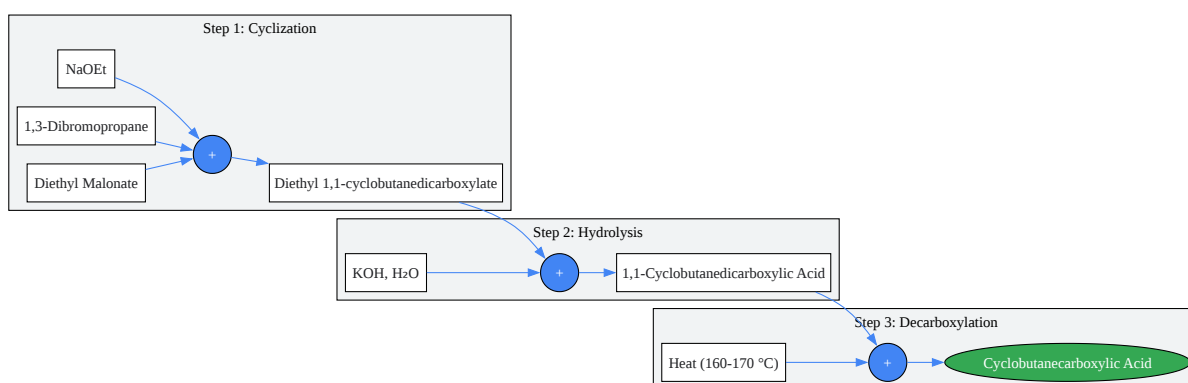 Step 1: Cyclization
NaOEt
1,3-Dibromopropane
+
Diethyl Malonate
Diethyl 1,1-cyclobutanedicarboxylate
Step 2: Hydrolysis
KOH, H₂O
+
1,1-Cyclobutanedicarboxylic Acid
Step 3: Decarboxylation
Heat (160-170 °C)
+
Cyclobutanecarboxylic Acid